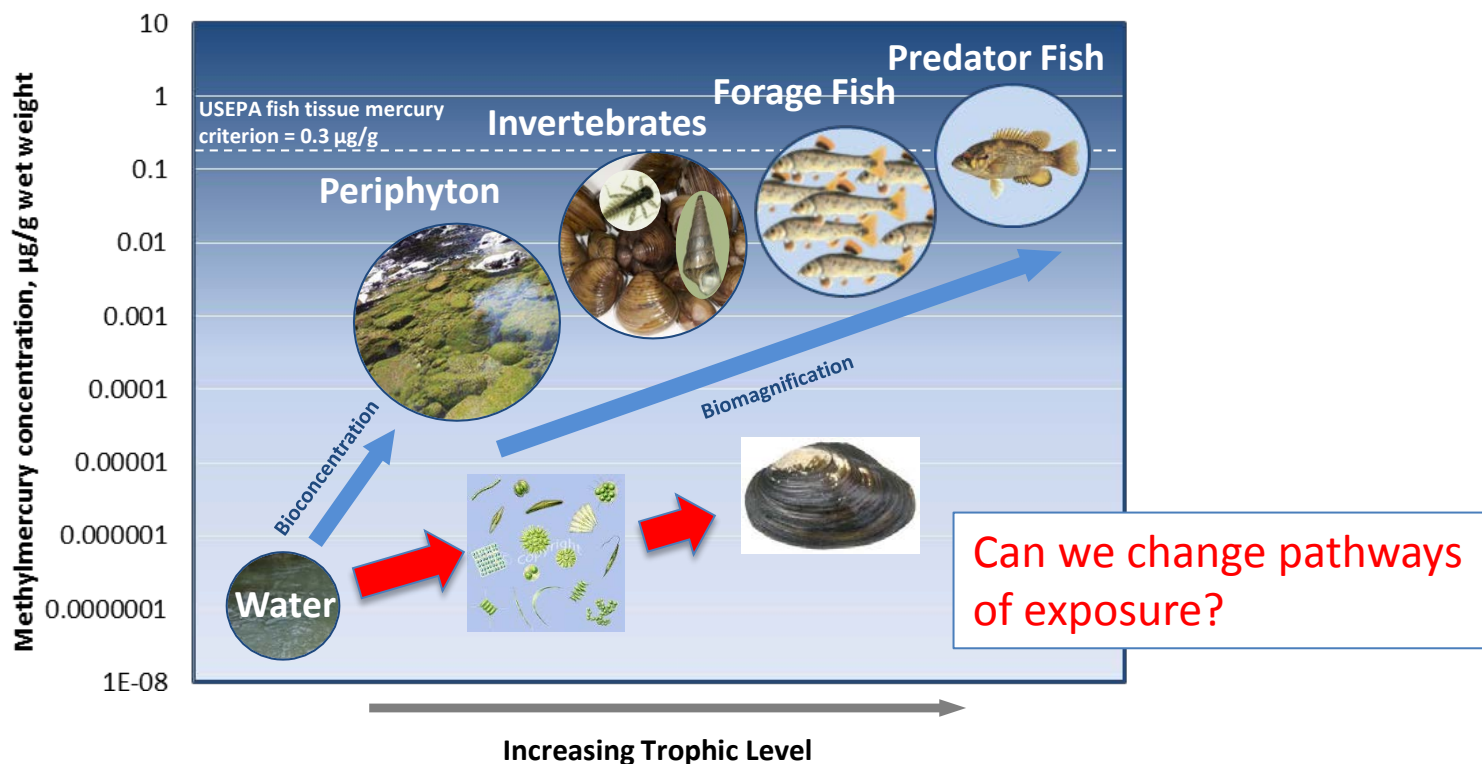 Methylmercury concentration, µg/g wet weight
10
1
0.1
0.01
0.001
0.0001
0.00001
0.000001
0.0000001
1E-08
USEPA fish tissue mercury
criterion = 0.3 µg/g
Predator Fish
Forage Fish
Invertebrates
Periphyton
Bioconcentration
Biomagnification
© copyright
Water
Can we change pathways
of exposure?
Increasing Trophic Level